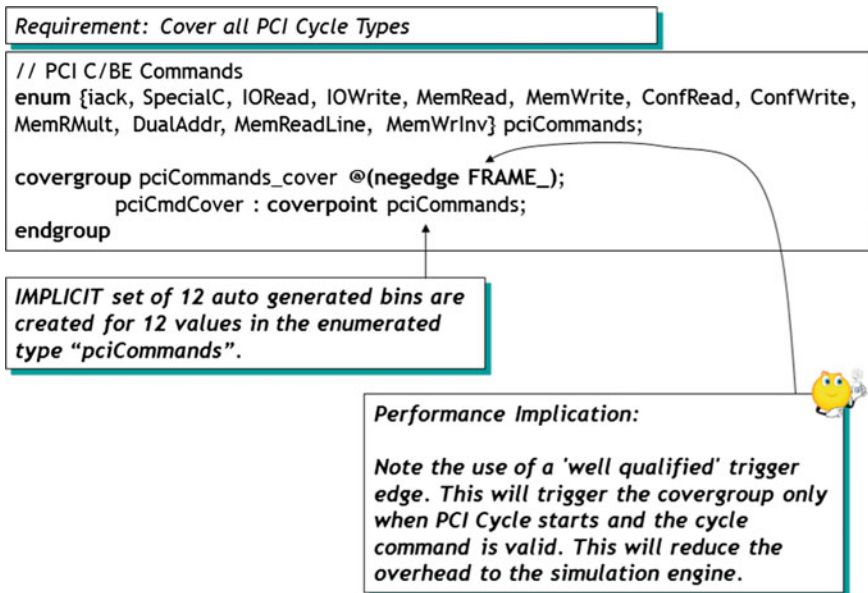 Requirement: Cover all PCI Cycle Types
// PCI C/BE Commands
enum {iack, SpecialC, IORead, IOWrite, MemRead, MemWrite, ConfRead, ConfWrite,
MemRMult, DualAddr, MemReadLine, MemWrInv} pciCommands;
covergroup pciCommands_cover @(negedge FRAME_);
pciCmdCover : coverpoint pciCommands;
endgroup
IMPLICIT set of 12 auto generated bins are
created for 12 values in the enumerated
type “pciCommands”.
Performance Implication:
Note the use of a 'well qualified' trigger
edge. This will trigger the covergroup only
when PCI Cycle starts and the cycle
command is valid. This will reduce the
overhead to the simulation engine.